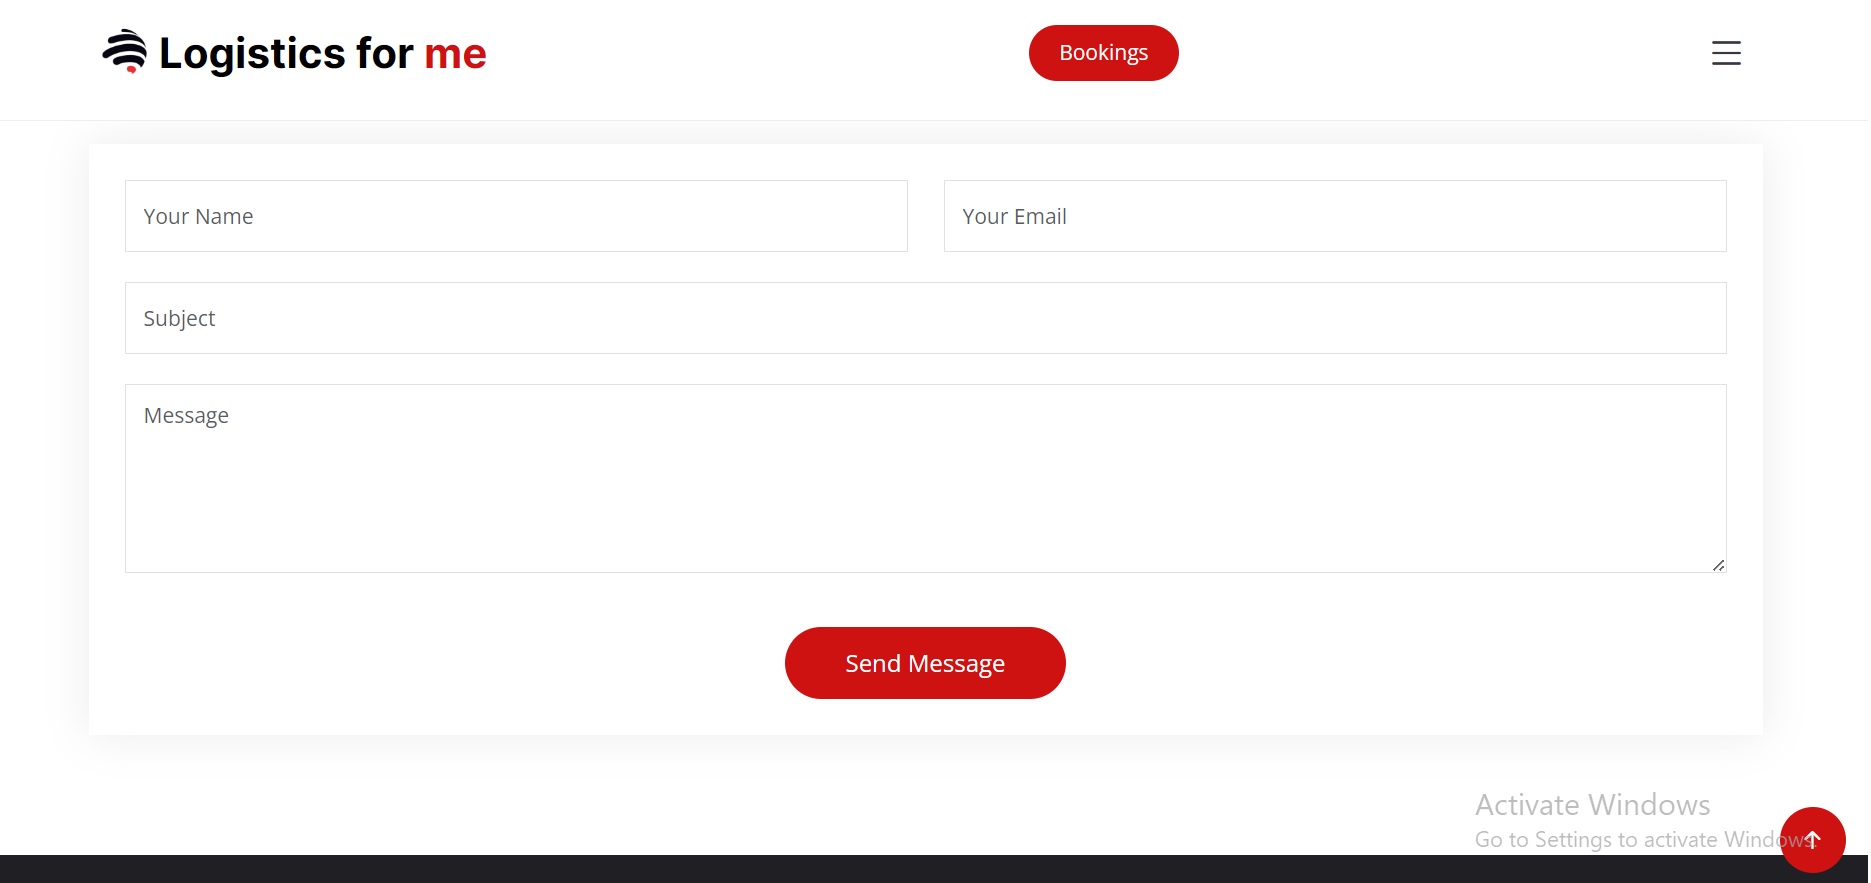 Logistics for me
Bookings
Your Name
Your Email
Subject
Message
Send Message
Activate Windows
Go to Settings to activate Windows.